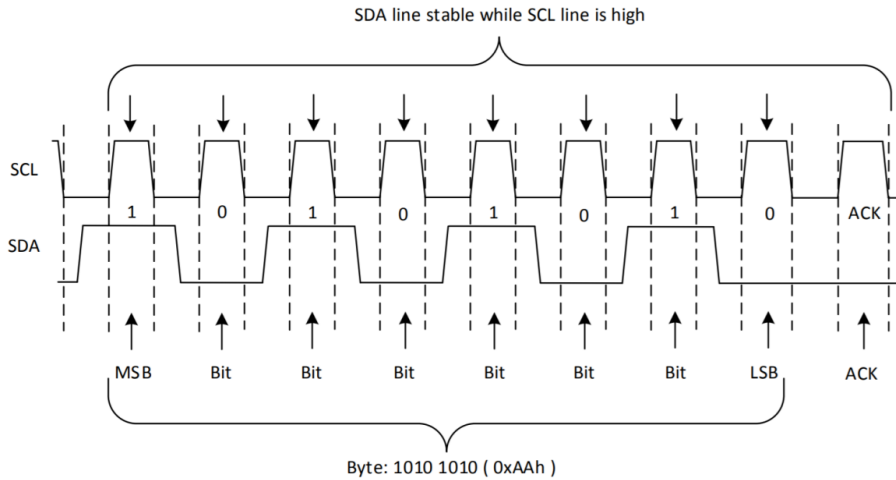 SDA line stable while SCL line is high
SCL
1 0 1 0 1 0 1 0 ACK
SDA
MSB Bit Bit Bit Bit Bit Bit LSB ACK
Byte: 1010 1010 ( 0xAAh )